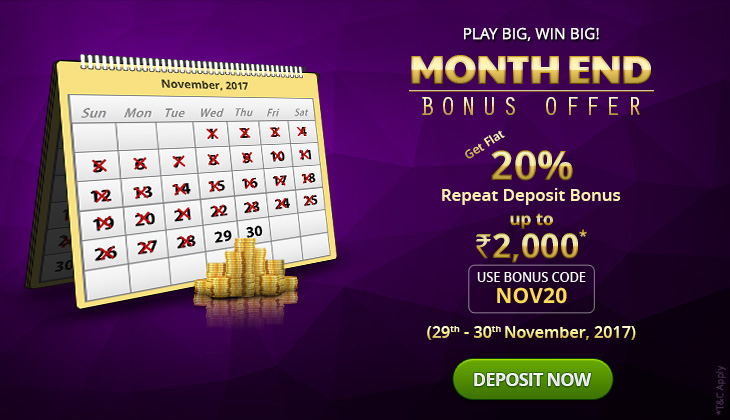 November, 2017
Sun Mon Tue Wed Thu Fri Sat
1 2 3 4
5 6 7 8 9 10 11
12 13 14 15 16 17 18
19 20 21 22 23 24 25
26 27 28 29 30
30
PLAY BIG, WIN BIG!
MONTH END
BONUS OFFER
Get Flat
20%
Repeat Deposit Bonus
up to
₹2,000*
USE BONUS CODE
NOV20
(29th - 30th November, 2017)
DEPOSIT NOW
*T&C Apply